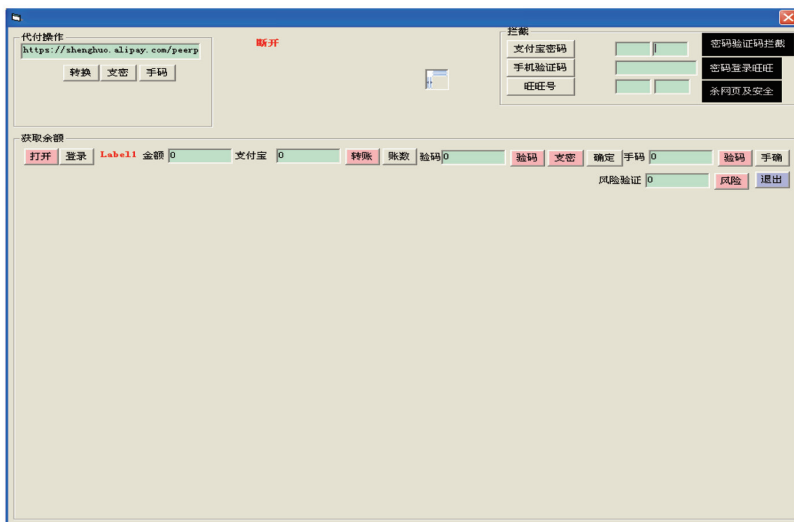 代付操作
https://shenghuo.alipay.com/peerp
转换 支密 手码
断开
拦截
支付宝密码
手机验证码
旺旺号
密码验证码拦截
密码登录旺旺
杀网页及安全
获取余额
打开 登录 Label1 金额 0 支付宝 0 转账 账数 验码 0 验码 支密 确定 手码 0 验码 手确
风险验证 0 风险 退出